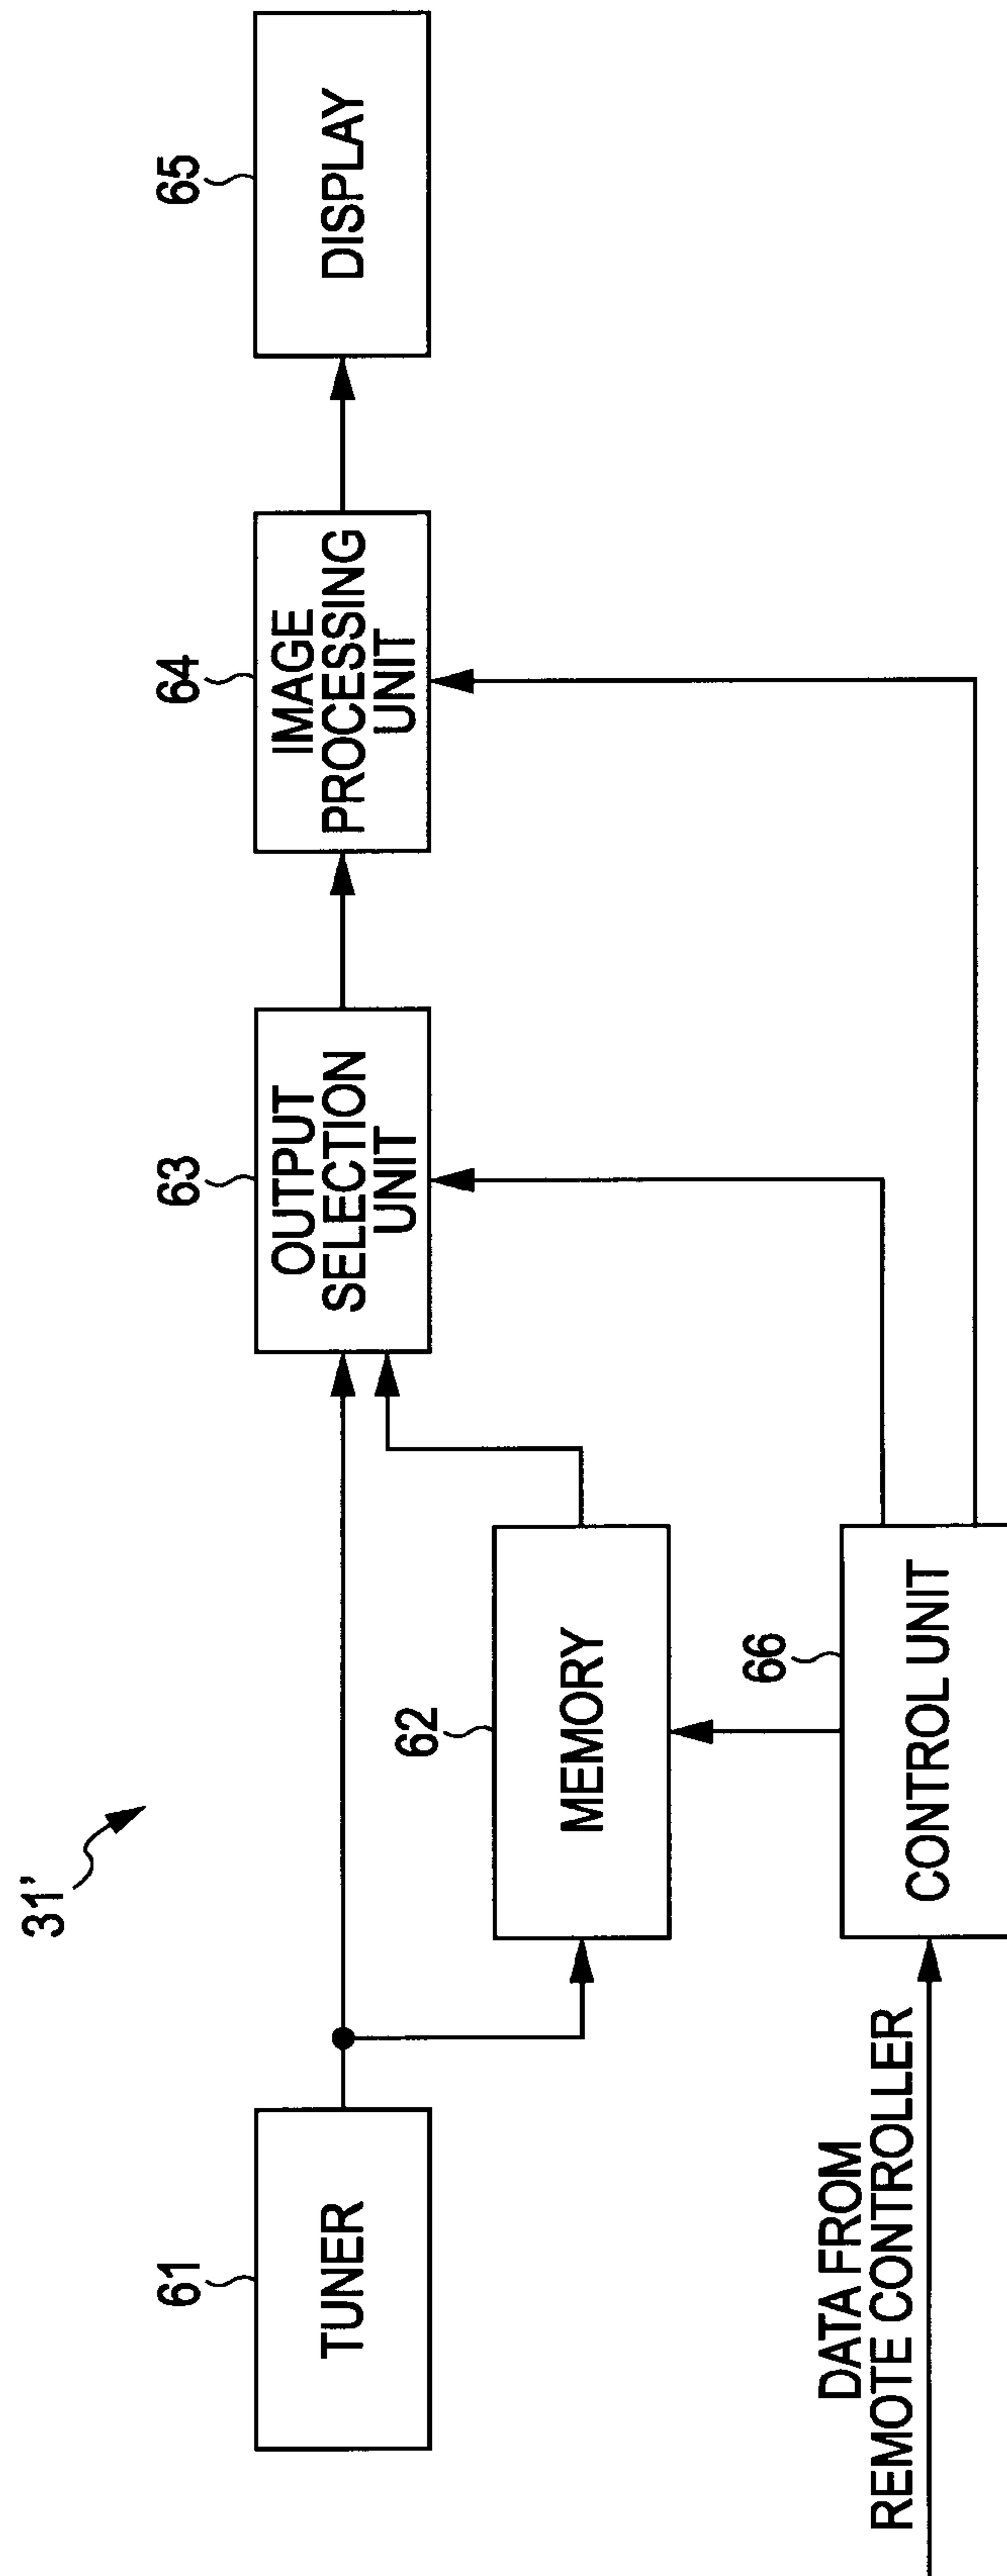 31'
61
TUNER
62
MEMORY
63
OUTPUT
SELECTION
UNIT
64
IMAGE
PROCESSING
UNIT
65
DISPLAY
DATA FROM
REMOTE CONTROLLER
66
CONTROL UNIT